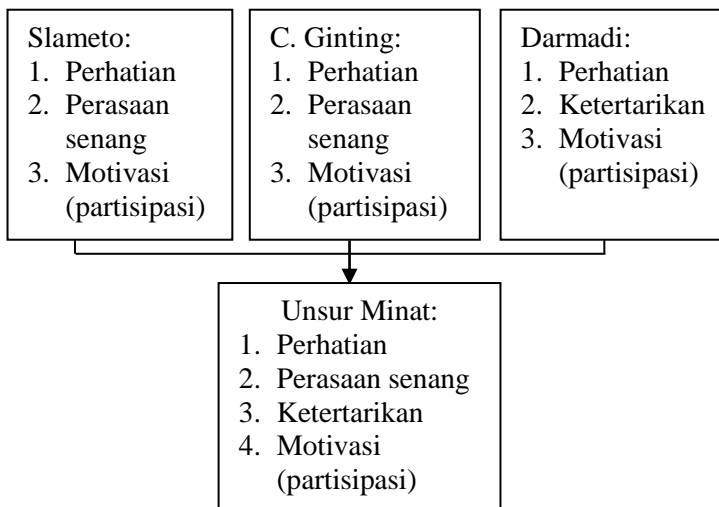 Slameto:
1. Perhatian
2. Perasaan
senang
3. Motivasi
(partisipasi)
C. Ginting:
1. Perhatian
2. Perasaan
senang
3. Motivasi
(partisipasi)
Darmadi:
1. Perhatian
2. Ketertarikan
3. Motivasi
(partisipasi)
Unsur Minat:
1. Perhatian
2. Perasaan senang
3. Ketertarikan
4. Motivasi
(partisipasi)